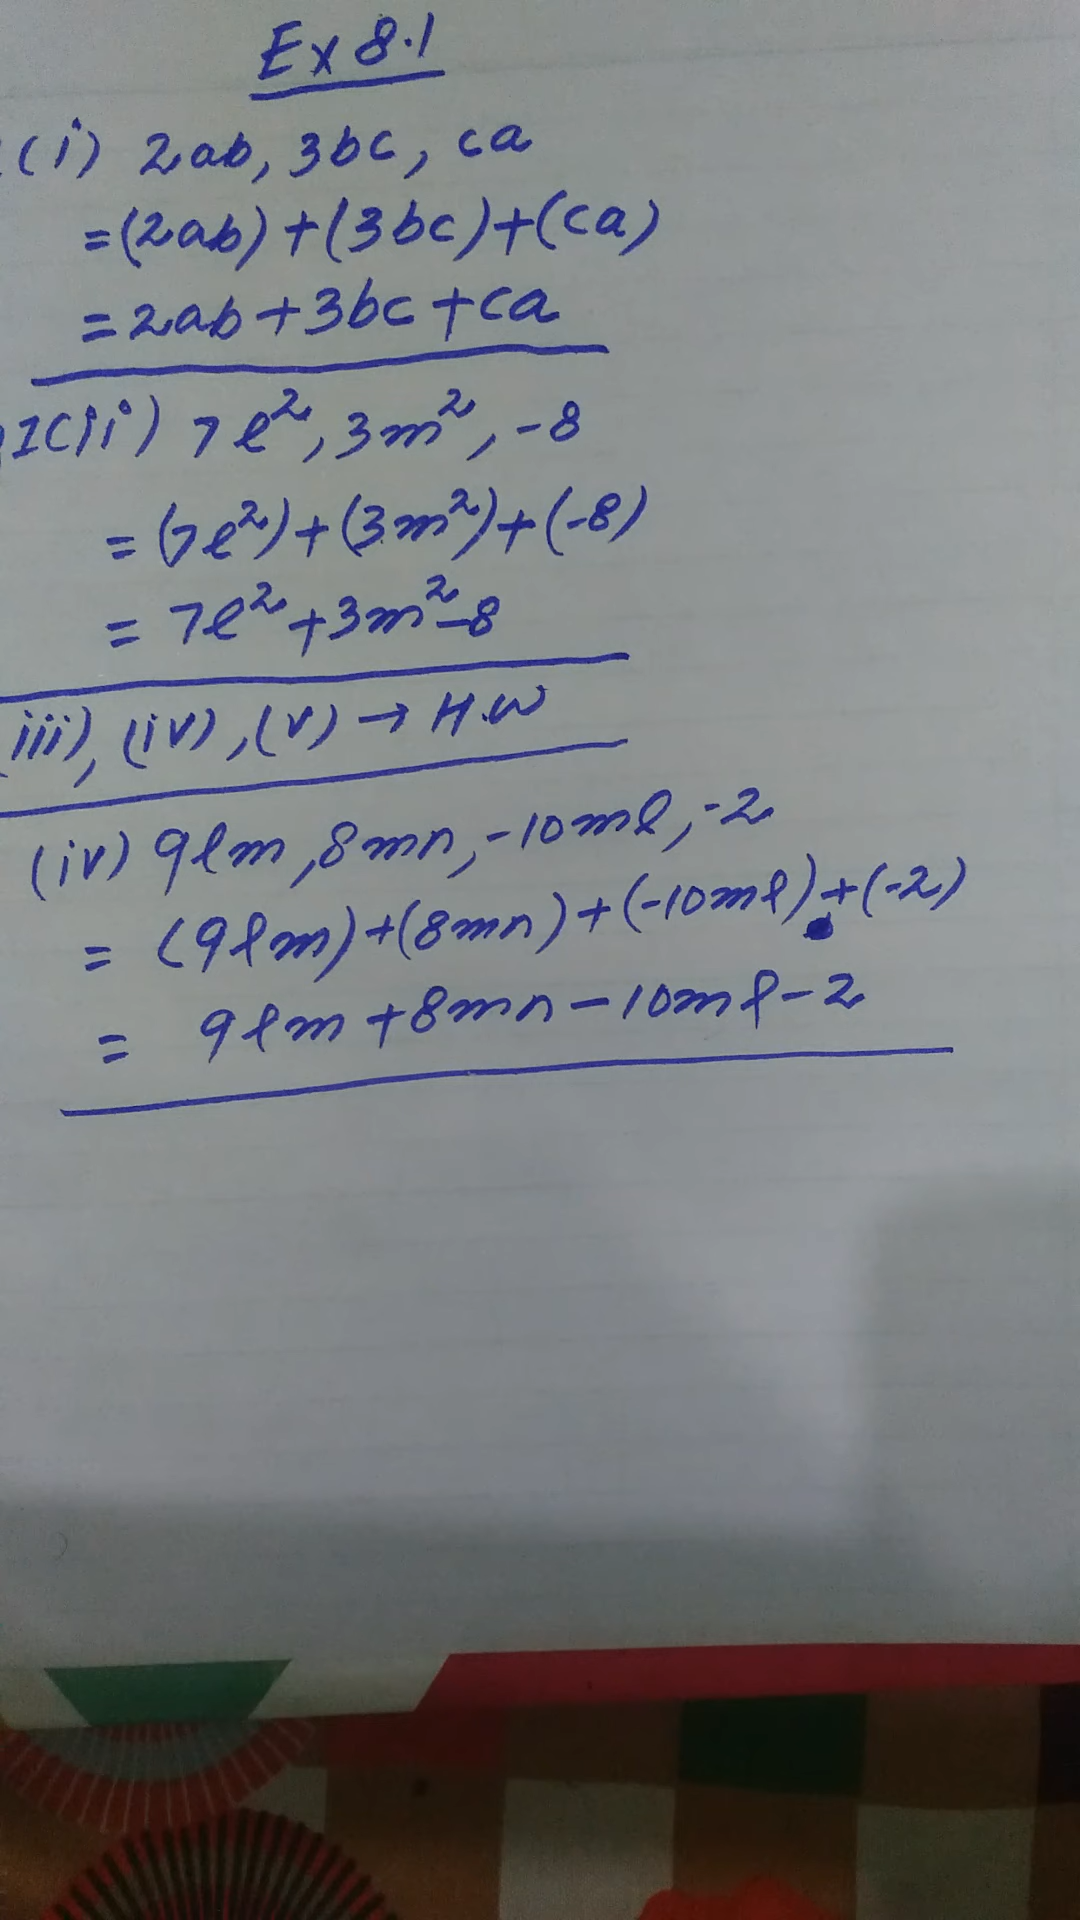 Ex 8.1
(i) 2ab, 3bc, ca
=(2ab)+(3bc)+(ca)
=2ab+3bc+ca
1(ii) 7l², 3m², -8
= (7l²)+(3m²)+(-8)
= 7l²+3m²-8
iii), (iv), (v) → H.W
(iv) 9lm, 8mn, -10ml, -2
= (9lm)+(8mn)+(-10ml)+(-2)
= 9lm+8mn-10ml-2